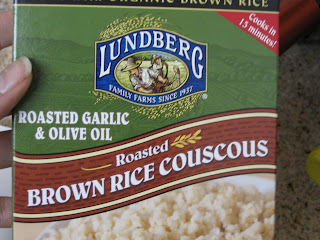 ORGANIC BROWN RICE
Cooks in
15 minutes!
LUNDBERG
FAMILY FARMS SINCE 1937
®
ROASTED GARLIC
& OLIVE OIL
Roasted
BROWN RICE COUSCOUS